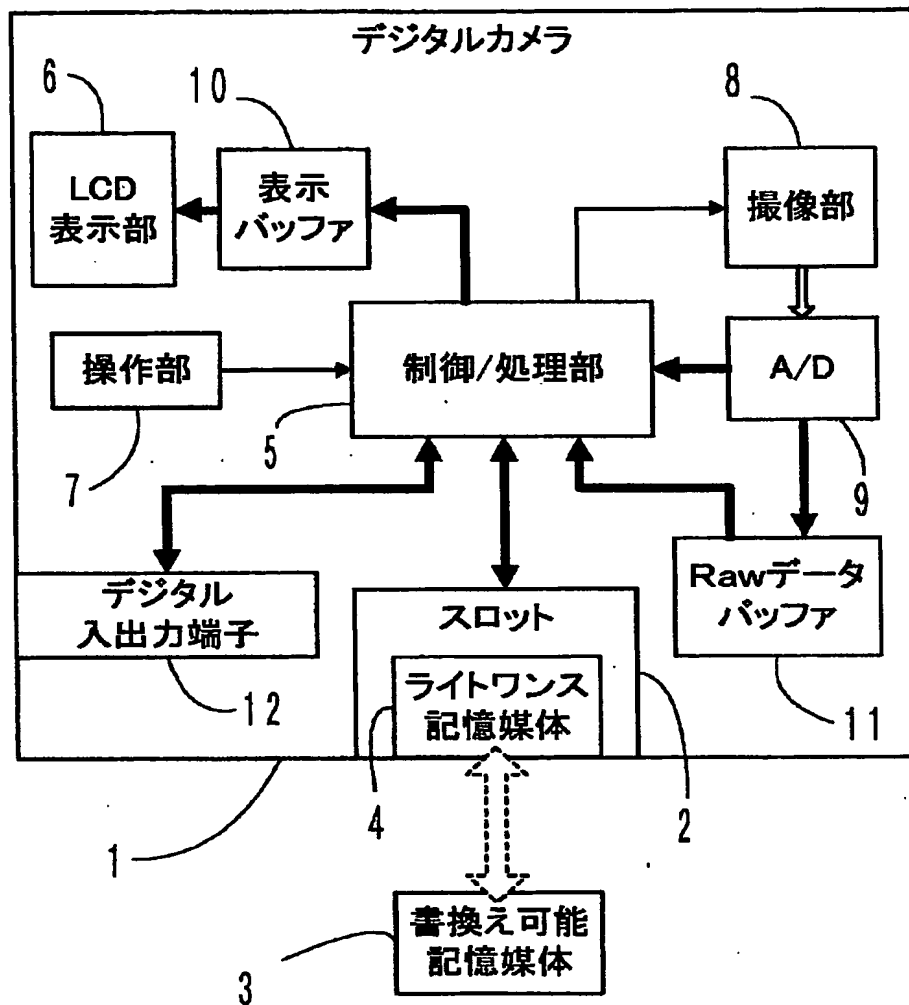 デジタルカメラ
6
10
8
LCD
表示部
表示
バッファ
撮像部
操作部
制御/処理部
A/D
7
5
9
デジタル
入出力端子
スロット
Rawデータ
バッファ
12
ライトワンス
記憶媒体
11
4
2
1
書換え可能
記憶媒体
3